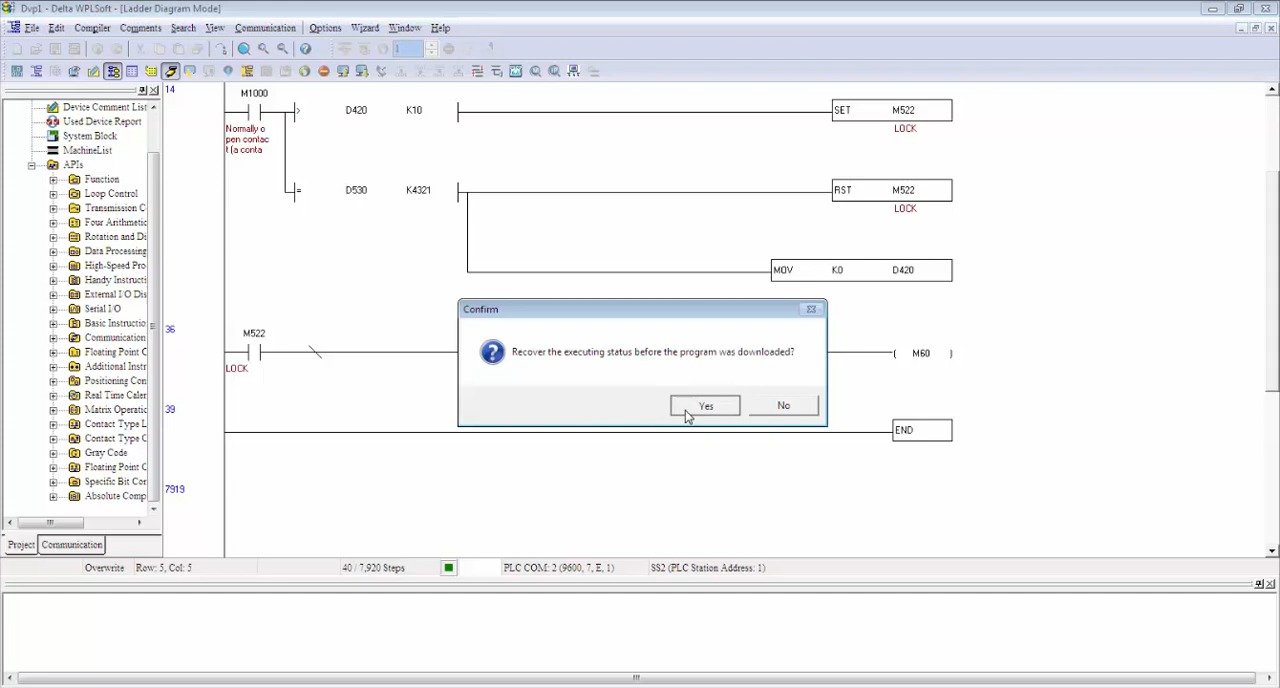 Dvp1 - Delta WPLSoft - [Ladder Diagram Mode]
File Edit Compiler Comments Search View Communication Options Wizard Window Help
1
Device Comment List
Used Device Report
System Block
MachineList
APIs
Function
Loop Control
Transmission C
Four Arithmetic
Rotation and Di
Data Processing
High-Speed Pro
Handy Instructi
External I/O Dis
Serial I/O
Basic Instructio
Communication
Floating Point C
Additional Instr
Positioning Con
Real Time Caler
Matrix Operatio
Contact Type L
Contact Type C
Gray Code
Floating Point C
Specific Bit Cor
Absolute Comp
Project Communication
14
M1000
> D420 K10 SET M522
Normally o
pen contac
t (a conta
LOCK
= D530 K4321 RST M522
LOCK
MOV K0 D420
36
M522
M60
LOCK
39
END
7919
Confirm
Recover the executing status before the program was downloaded?
Yes No
Overwrite Row: 5, Col: 5 40 / 7,920 Steps PLC COM: 2 (9600, 7, E, 1) SS2 (PLC Station Address: 1)